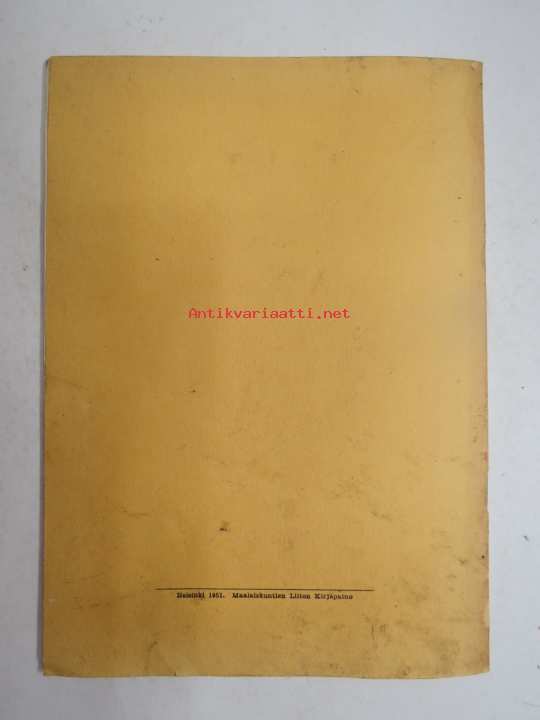 Antikvariaatti.net
Helsinki 1951. Maalaiskuntien Liiton Kirjapaino